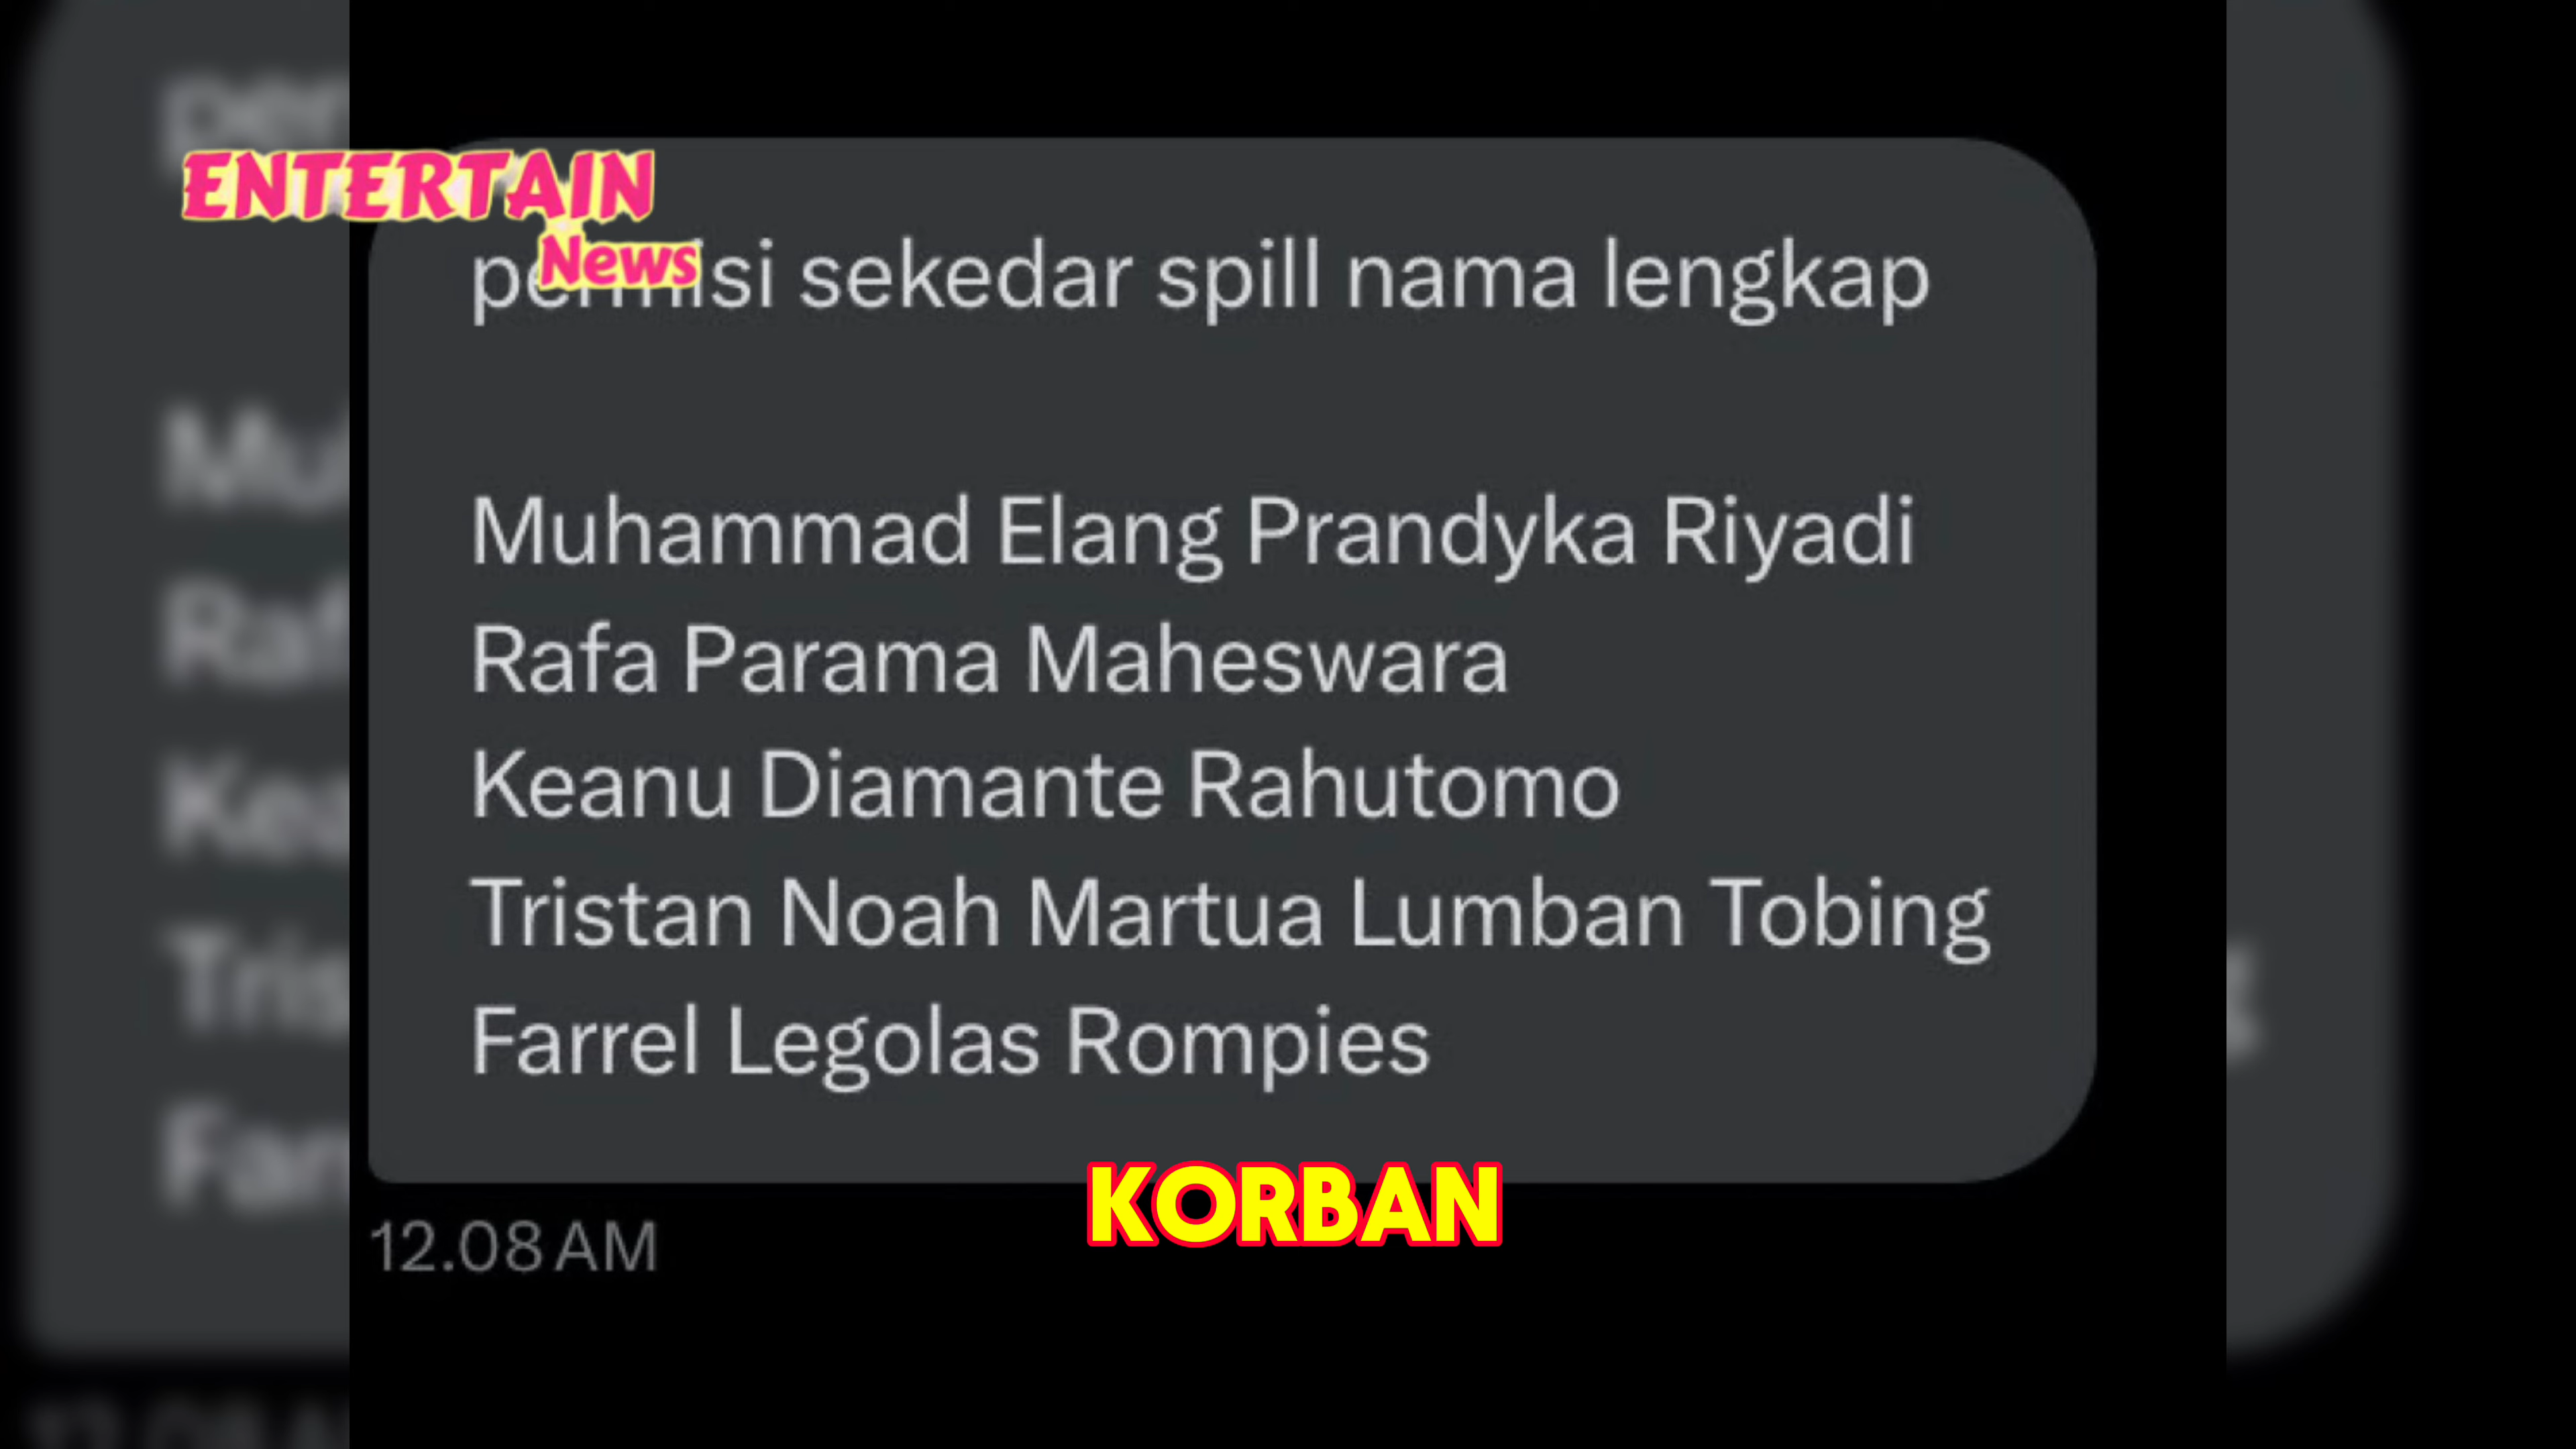 ENTERTAIN
News
permisi sekedar spill nama lengkap
Muhammad Elang Prandyka Riyadi
Rafa Parama Maheswara
Keanu Diamante Rahutomo
Tristan Noah Martua Lumban Tobing
Farrel Legolas Rompies
KORBAN
12.08 AM